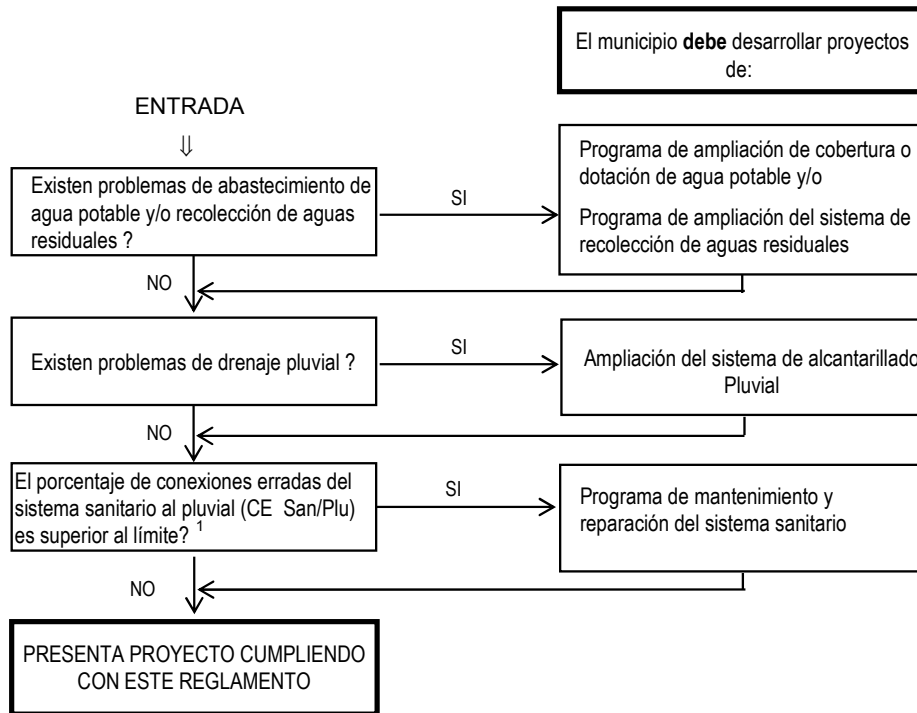 El municipio debe desarrollar proyectos
de:
ENTRADA
⇓
Existen problemas de abastecimiento de
agua potable y/o recolección de aguas
residuales ?
SI
Programa de ampliación de cobertura o
dotación de agua potable y/o
Programa de ampliación del sistema de
recolección de aguas residuales
NO
Existen problemas de drenaje pluvial ?
SI
Ampliación del sistema de alcantarillado
Pluvial
NO
El porcentaje de conexiones erradas del
sistema sanitario al pluvial (CE San/Plu)
es superior al límite? 1
SI
Programa de mantenimiento y
reparación del sistema sanitario
NO
PRESENTA PROYECTO CUMPLIENDO
CON ESTE REGLAMENTO